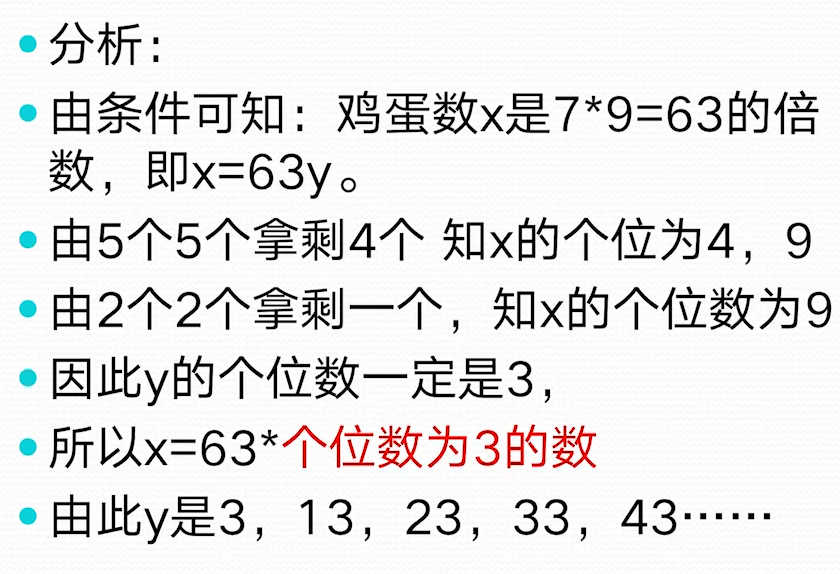 分析：
由条件可知：鸡蛋数x是7*9=63的倍
数，即x=63y。
由5个5个拿剩4个 知x的个位为4，9
由2个2个拿剩一个，知x的个位数为9
因此y的个位数一定是3，
所以x=63*个位数为3的数
由此y是3，13，23，33，43……